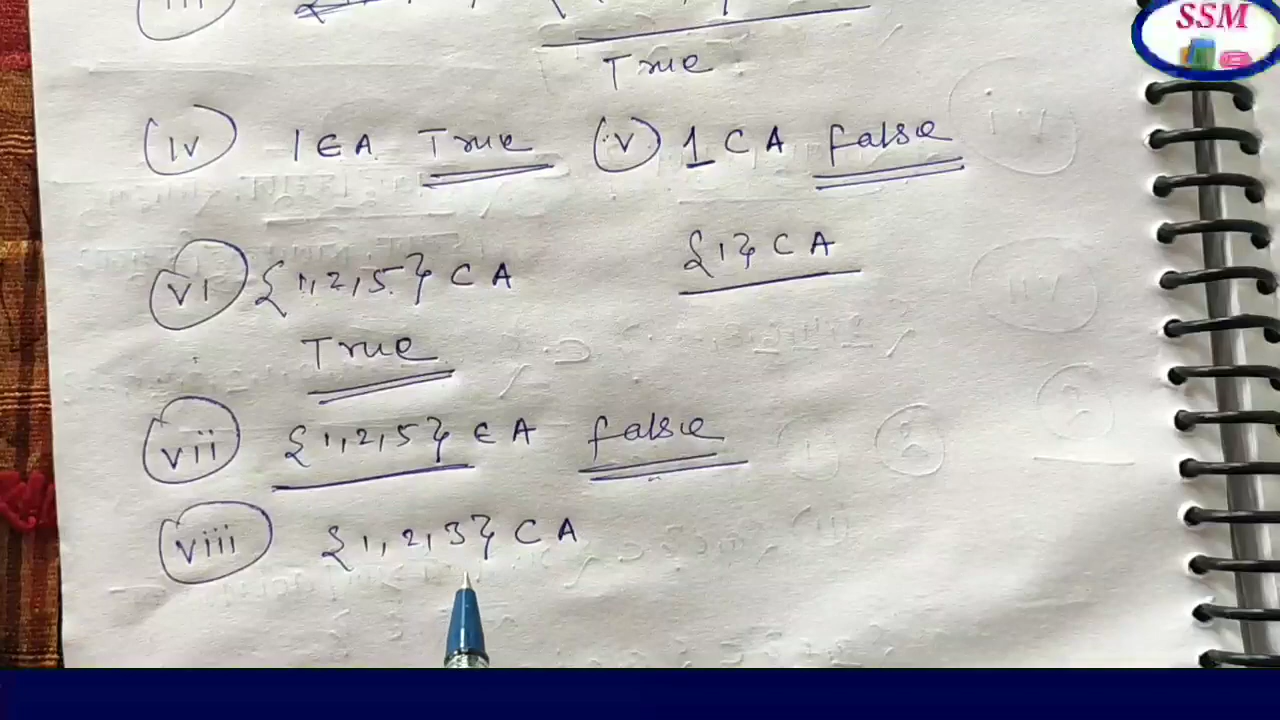 SSM
iii
True
(iv) 1 ∈ A True (v) 1 ⊂ A false
vi {1,2,5} ⊂ A {1} ⊂ A
True
vii {1,2,5} ∈ A false
viii {1,2,3} ⊂ A